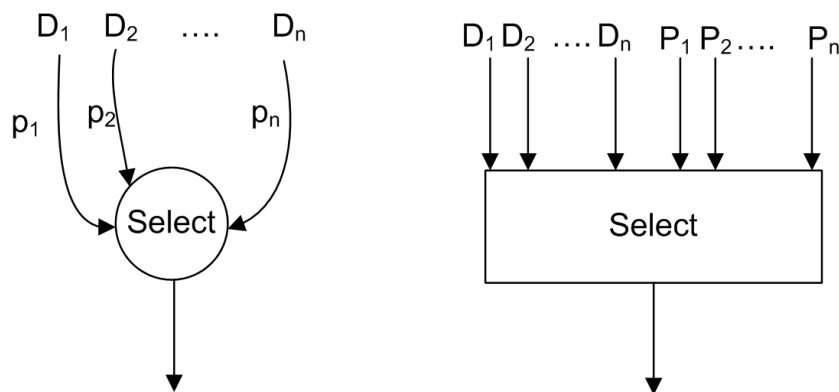 D₁ D₂ .... Dₙ
p₁ p₂ pₙ
Select
D₁ D₂ .... Dₙ P₁ P₂ .... Pₙ
Select